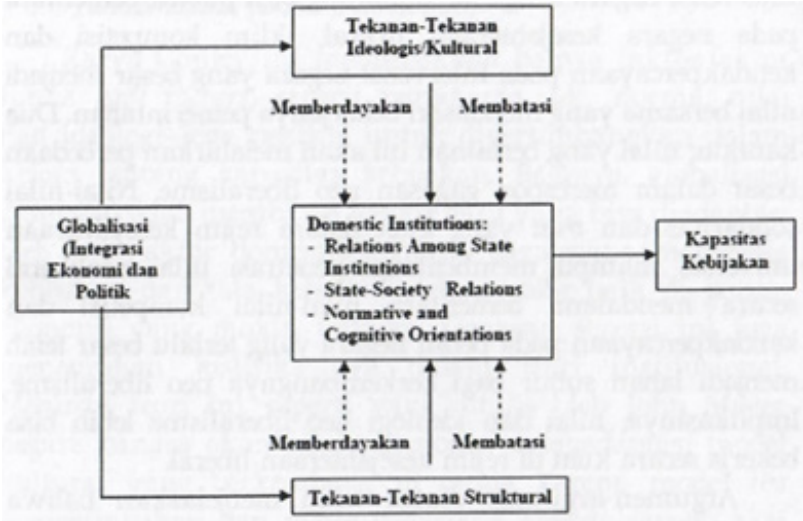 Tekanan-Tekanan
Ideologis/Kultural
Memberdayakan
Membatasi
Globalisasi
(Integrasi
Ekonomi dan
Politik
Domestic Institutions:
- Relations Among State
Institutions
- State-Society Relations
- Normative and
Cognitive Orientations
Kapasitas
Kebijakan
Memberdayakan
Membatasi
Tekanan-Tekanan Struktural